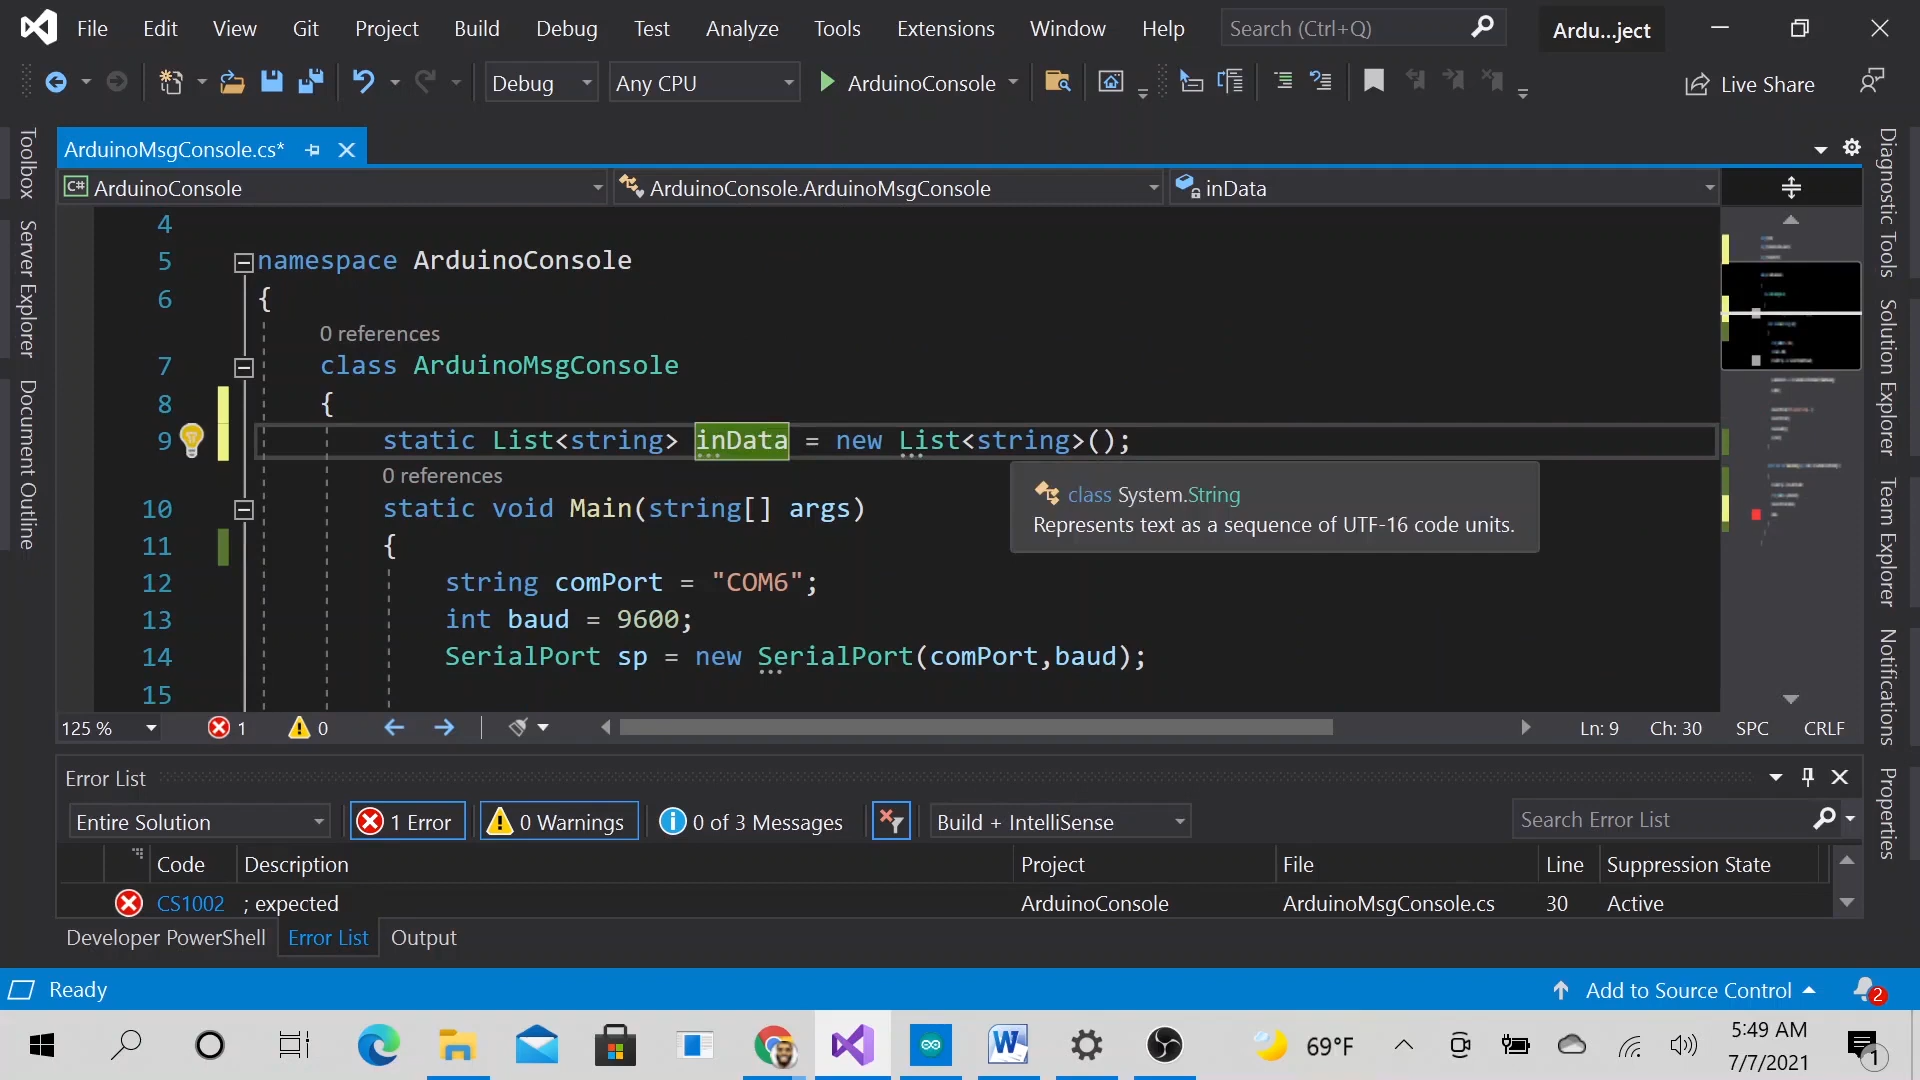 File Edit View Git Project Build Debug Test Analyze Tools Extensions Window Help Search (Ctrl+Q) Ardu...ject
Debug Any CPU ArduinoConsole Live Share
ArduinoMsgConsole.cs*
ArduinoConsole ArduinoConsole.ArduinoMsgConsole inData
4
5 namespace ArduinoConsole
6 {
0 references
7 class ArduinoMsgConsole
8 {
9 static List<string> inData = new List<string>();
0 references
10 static void Main(string[] args)
11 {
12 string comPort = "COM6";
13 int baud = 9600;
14 SerialPort sp = new SerialPort(comPort,baud);
15
class System.String
Represents text as a sequence of UTF-16 code units.
125 % 1 0 Ln: 9 Ch: 30 SPC CRLF
Toolbox
Server Explorer
Document Outline
Diagnostic Tools
Solution Explorer
Team Explorer
Notifications
Properties
Error List
Entire Solution 1 Error 0 Warnings 0 of 3 Messages Build + IntelliSense Search Error List
Code Description Project File Line Suppression State
CS1002 ; expected ArduinoConsole ArduinoMsgConsole.cs 30 Active
Developer PowerShell Error List Output
Ready Add to Source Control 2
69°F 5:49 AM
7/7/2021 1